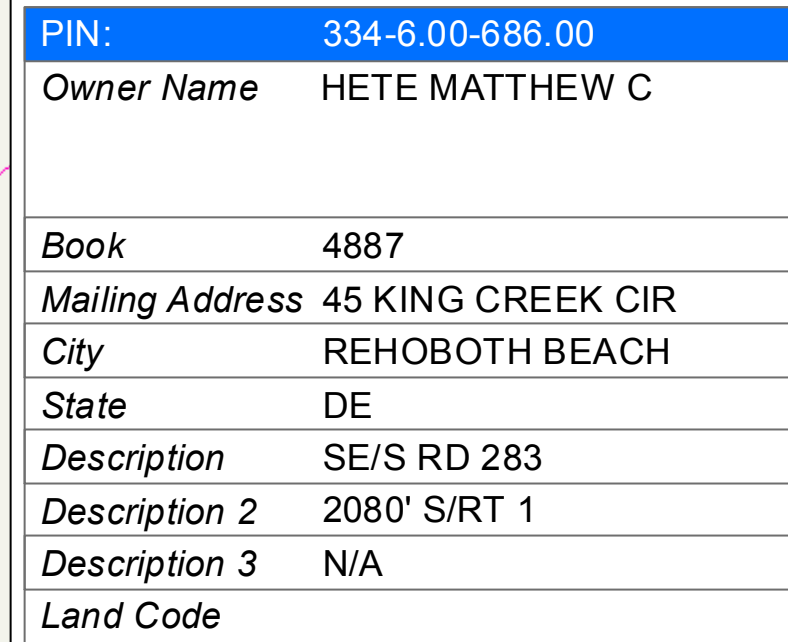 PIN: 334-6.00-686.00
Owner Name HETE MATTHEW C
Book 4887
Mailing Address 45 KING CREEK CIR
City REHOBOTH BEACH
State DE
Description SE/S RD 283
Description 2 2080' S/RT 1
Description 3 N/A
Land Code